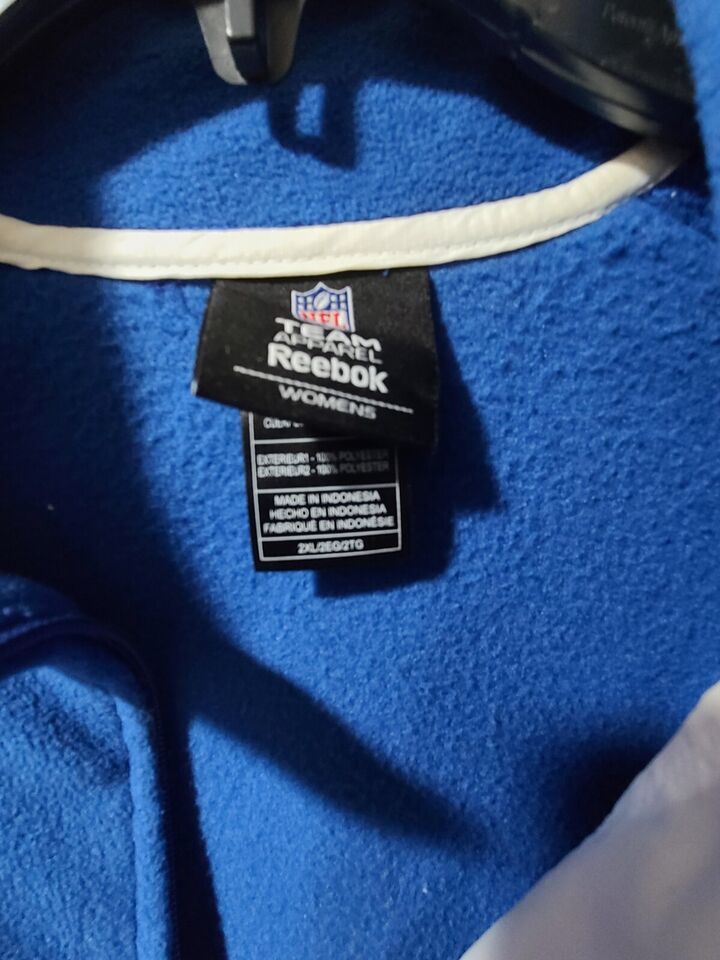 NFL
TEAM
APPAREL
Reebok
WOMENS
EXTERIEUR1 - 100% POLYESTER
EXTERIEUR2 - 100% POLYESTER
MADE IN INDONESIA
HECHO EN INDONESIA
FABRIQUÉ EN INDONÉSIE
2XL/2EG/2TG